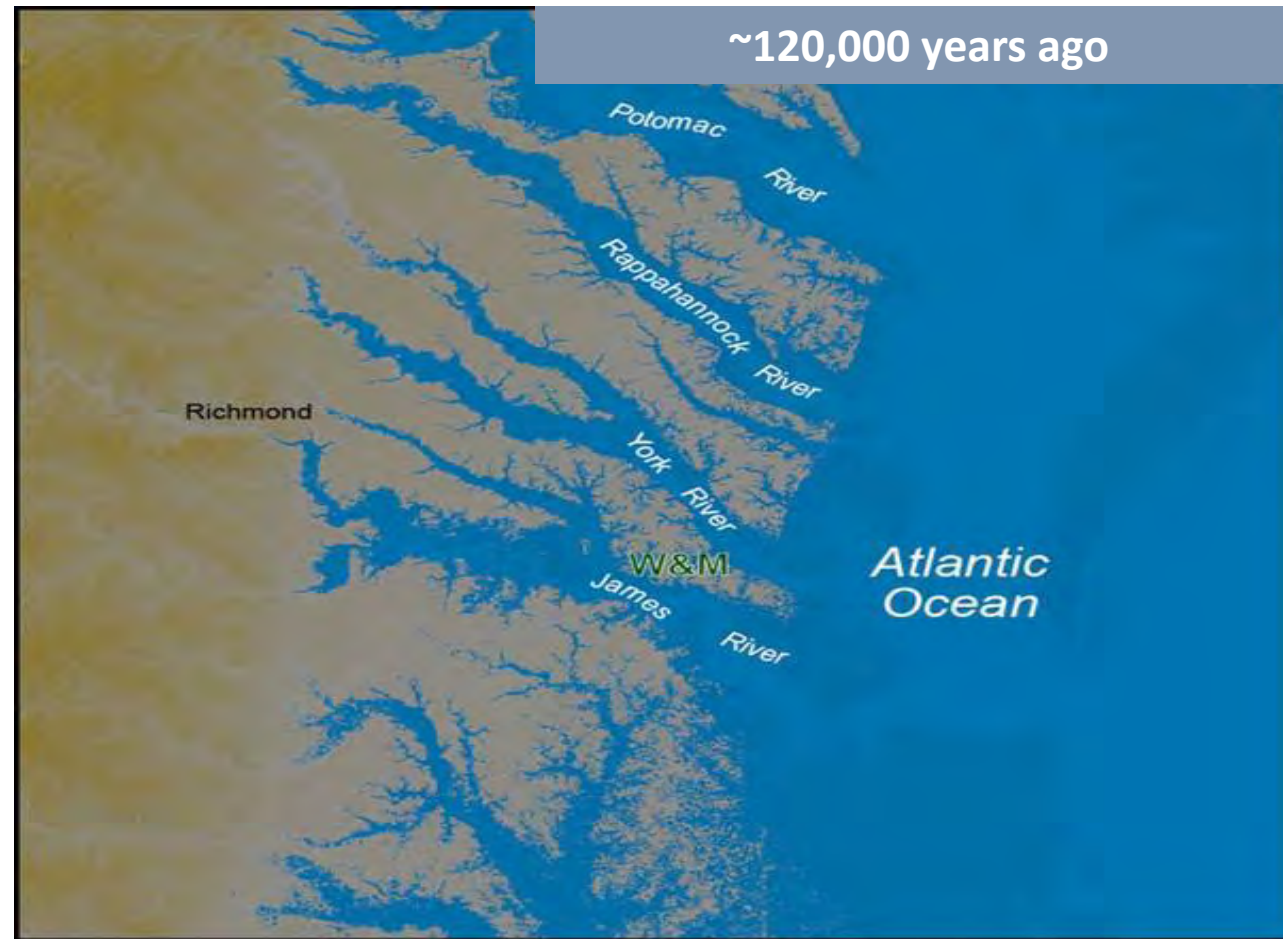 ~120,000 years ago
Potomac
River
Rappahannock
River
Richmond
York
River
W&M
Atlantic
Ocean
James
River